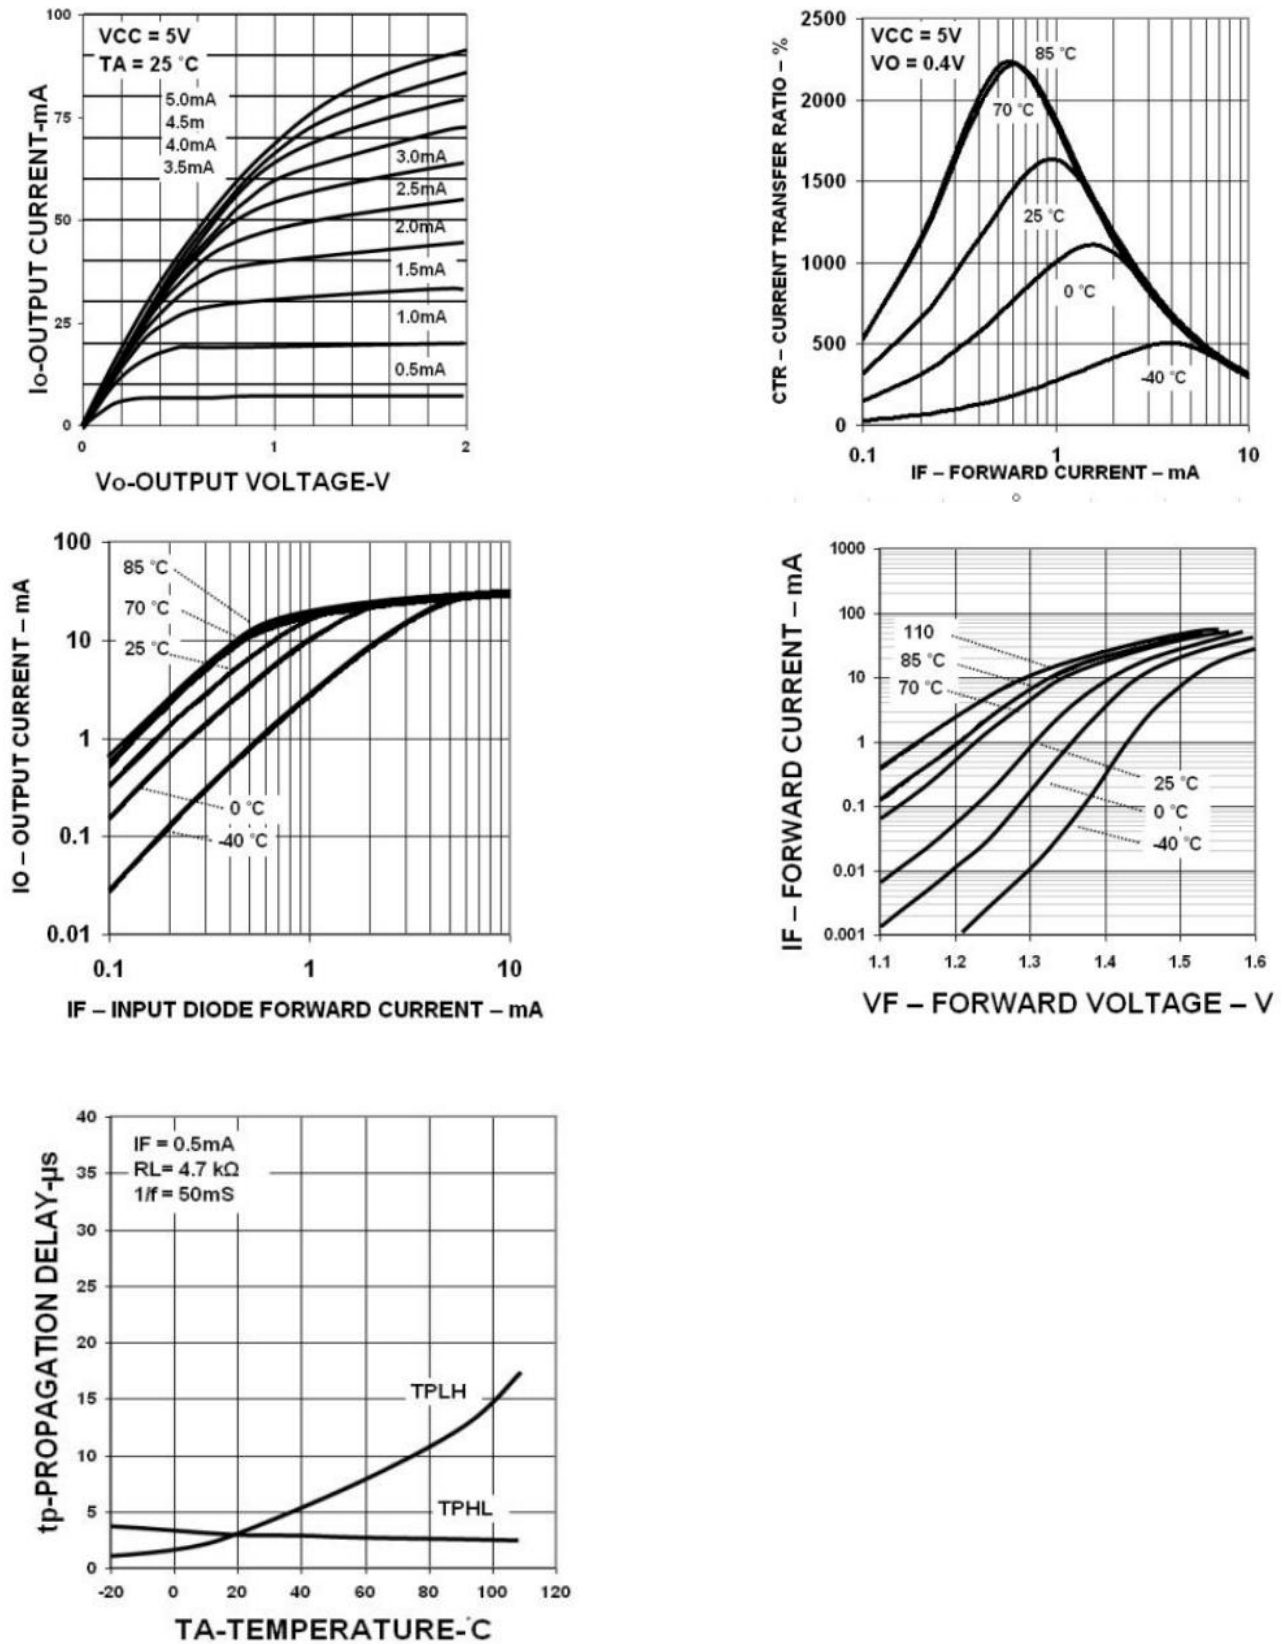 100
75
50
25
0
0
1
2
VCC = 5V
TA = 25 °C
5.0mA
4.5m
4.0mA
3.5mA
3.0mA
2.5mA
2.0mA
1.5mA
1.0mA
0.5mA
Io-OUTPUT CURRENT-mA
Vo-OUTPUT VOLTAGE-V
2500
2000
1500
1000
500
0
0.1
1
10
VCC = 5V
VO = 0.4V
85 °C
70 °C
25 °C
0 °C
-40 °C
CTR – CURRENT TRANSFER RATIO – %
IF – FORWARD CURRENT – mA
100
10
1
0.1
0.01
0.1
1
10
85 °C
70 °C
25 °C
0 °C
-40 °C
IO – OUTPUT CURRENT – mA
IF – INPUT DIODE FORWARD CURRENT – mA
1000
100
10
1
0.1
0.01
0.001
1.1
1.2
1.3
1.4
1.5
1.6
110
85 °C
70 °C
25 °C
0 °C
-40 °C
IF – FORWARD CURRENT – mA
VF – FORWARD VOLTAGE – V
40
35
30
25
20
15
10
5
0
-20
0
20
40
60
80
100
120
IF = 0.5mA
RL= 4.7 kΩ
1/f = 50mS
TPLH
TPHL
tp-PROPAGATION DELAY-µs
TA-TEMPERATURE-°C